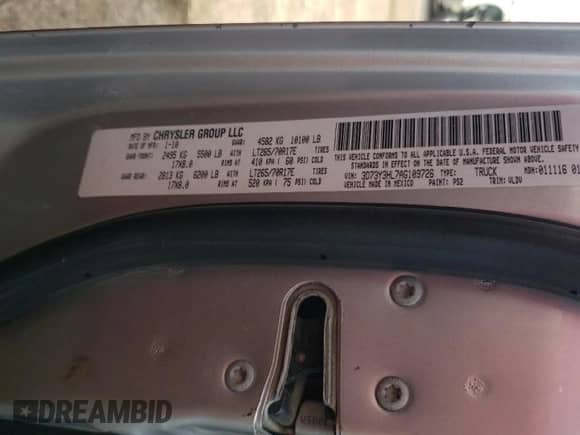 MFD BY CHRYSLER GROUP LLC
DATE OF MFR 1-10 GVWR: 4582 KG 10100 LB
GAWR FRONT: 2495 KG 5500 LB WITH LT265/70R17E
17X8.0 RIMS AT 410 KPA ( 60 PSI) COLD
GAWR REAR: 2813 KG 6200 LB WITH LT265/70R17E
17X8.0 RIMS AT 520 KPA ( 75 PSI) COLD
THIS VEHICLE CONFORMS TO ALL APPLICABLE U.S.A. FEDERAL MOTOR VEHICLE SAFETY
STANDARDS IN EFFECT ON THE DATE OF MANUFACTURE SHOWN ABOVE.
VIN: 3D73Y3HL7AG109726 TYPE: TRUCK MDH: 011116 01
VEHICLE MADE IN MEXICO PAINT: PS2 TRIM: VLDV
DREAMBID